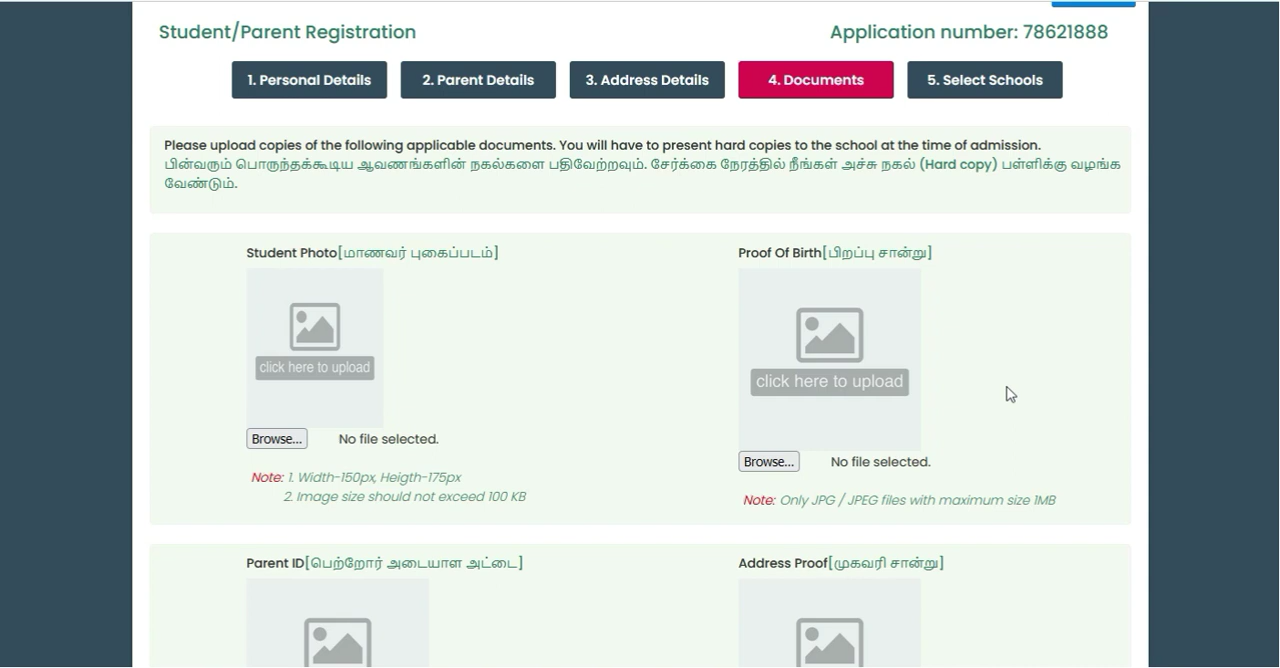 Student/Parent Registration
Application number: 78621888
1. Personal Details
2. Parent Details
3. Address Details
4. Documents
5. Select Schools
Please upload copies of the following applicable documents. You will have to present hard copies to the school at the time of admission.
பின்வரும் பொருந்தக்கூடிய ஆவணங்களின் நகல்களை பதிவேற்றவும். சேர்க்கை நேரத்தில் நீங்கள் அச்சு நகல் (Hard copy) பள்ளிக்கு வழங்க
வேண்டும்.
Student Photo[மாணவர் புகைப்படம்]
Proof Of Birth[பிறப்பு சான்று]
click here to upload
click here to upload
Browse... No file selected.
Browse... No file selected.
Note: 1. Width-150px, Heigth-175px
2. Image size should not exceed 100 KB
Note: Only JPG / JPEG files with maximum size 1MB
Parent ID[பெற்றோர் அடையாள அட்டை]
Address Proof[முகவரி சான்று]